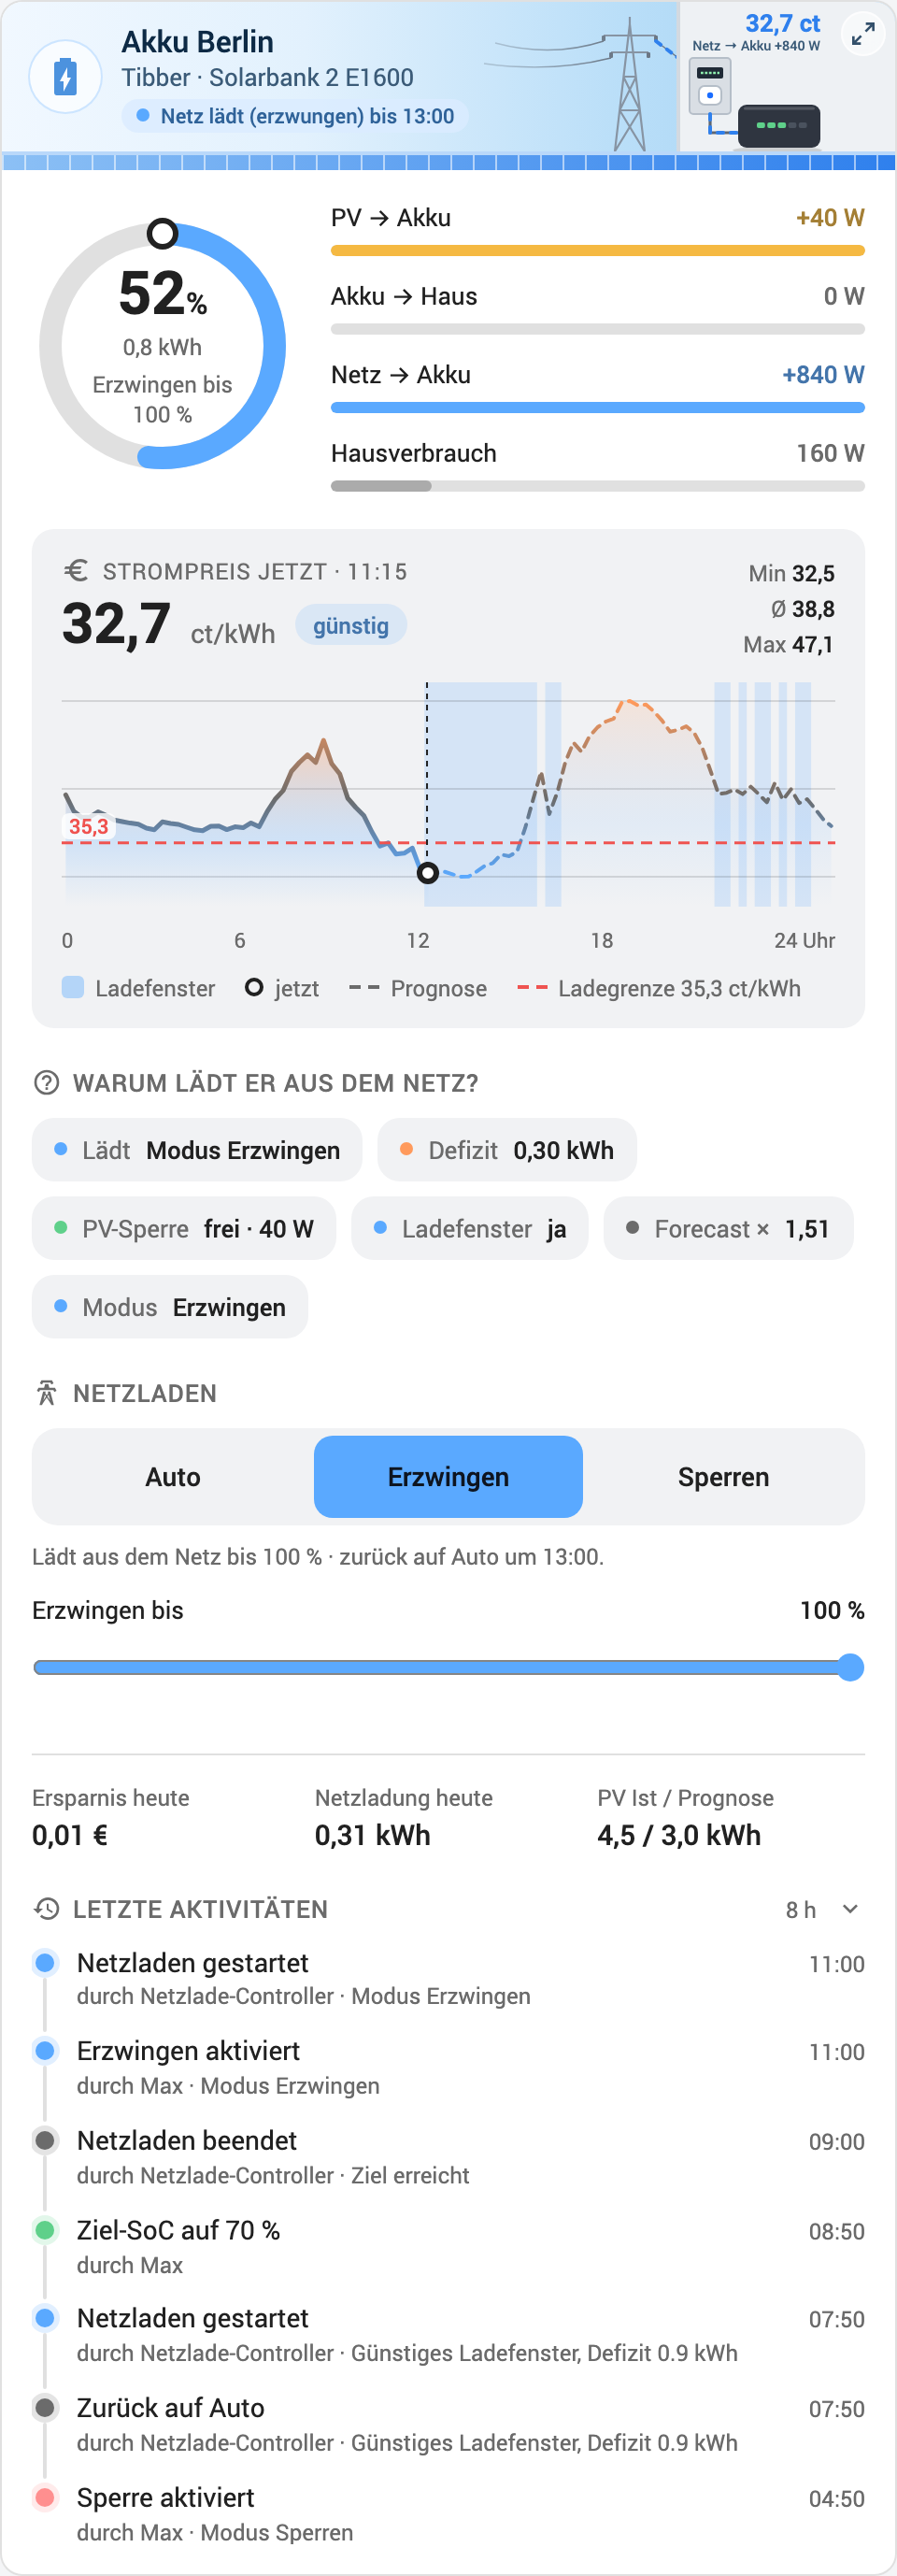 Akku Berlin
Tibber · Solarbank 2 E1600
Netz lädt (erzwungen) bis 13:00
32,7 ct
Netz → Akku +840 W
52%
0,8 kWh
Erzwingen bis
100 %
PV → Akku +40 W
Akku → Haus 0 W
Netz → Akku +840 W
Hausverbrauch 160 W
STROMPREIS JETZT · 11:15
32,7 ct/kWh günstig
Min 32,5
Ø 38,8
Max 47,1
35,3
0 6 12 18 24 Uhr
Ladefenster jetzt Prognose Ladegrenze 35,3 ct/kWh
WARUM LÄDT ER AUS DEM NETZ?
Lädt Modus Erzwingen Defizit 0,30 kWh
PV-Sperre frei · 40 W Ladefenster ja Forecast × 1,51
Modus Erzwingen
NETZLADEN
Auto Erzwingen Sperren
Lädt aus dem Netz bis 100 % · zurück auf Auto um 13:00.
Erzwingen bis 100 %
Ersparnis heute Netzladung heute PV Ist / Prognose
0,01 € 0,31 kWh 4,5 / 3,0 kWh
LETZTE AKTIVITÄTEN 8 h
Netzladen gestartet 11:00
durch Netzlade-Controller · Modus Erzwingen
Erzwingen aktiviert 11:00
durch Max · Modus Erzwingen
Netzladen beendet 09:00
durch Netzlade-Controller · Ziel erreicht
Ziel-SoC auf 70 % 08:50
durch Max
Netzladen gestartet 07:50
durch Netzlade-Controller · Günstiges Ladefenster, Defizit 0.9 kWh
Zurück auf Auto 07:50
durch Netzlade-Controller · Günstiges Ladefenster, Defizit 0.9 kWh
Sperre aktiviert 04:50
durch Max · Modus Sperren